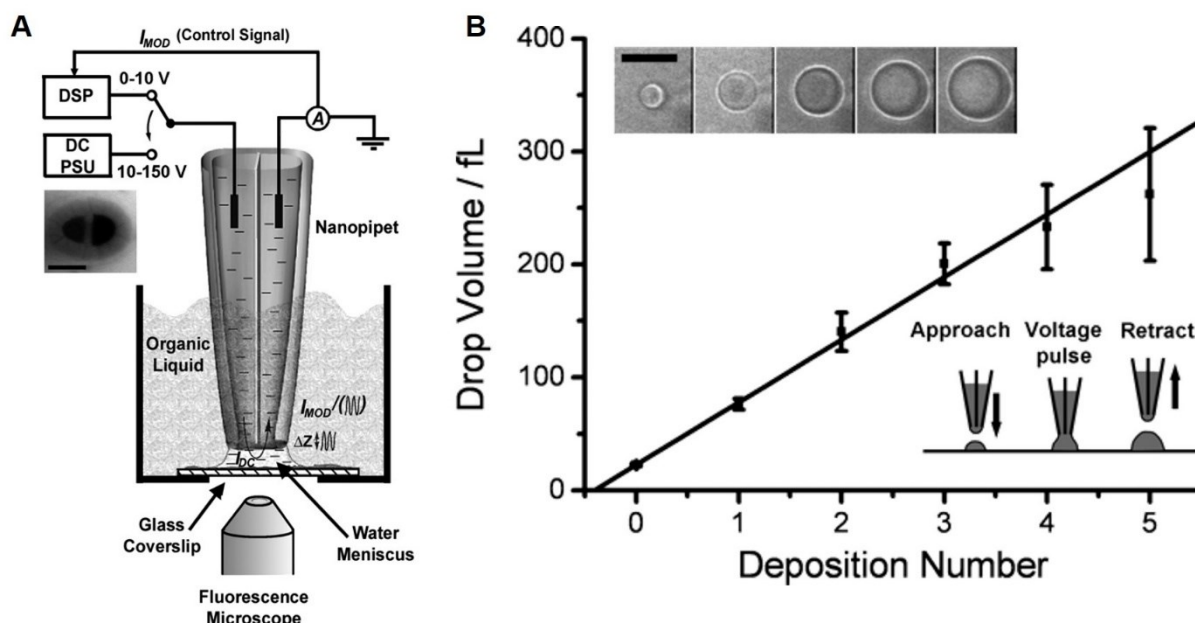 A
I_MOD (Control Signal)
0-10 V
DSP
A
DC
PSU
10-150 V
Nanopipet
Organic
Liquid
I_MOD/(
)
ΔZ
I_DC
Glass
Coverslip
Water
Meniscus
Fluorescence
Microscope
B
400
300
200
100
0
Drop Volume / fL
Approach
Voltage
pulse
Retract
0
1
2
3
4
5
Deposition Number